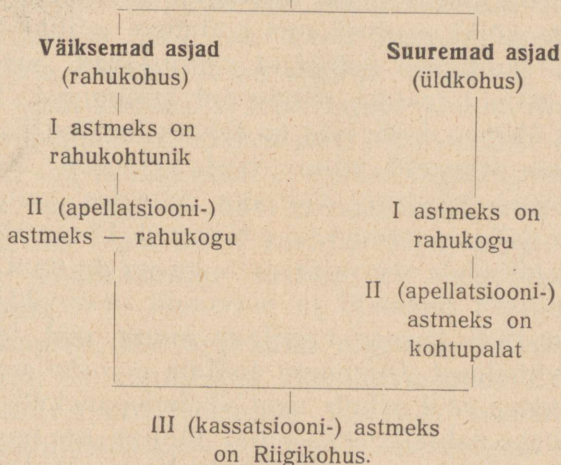 Väiksemad asjad
(rahukohus)
I astmeks on
rahukohtunik
II (apellatsiooni-)
astmeks — rahukogu
Suuremad asjad
(üldkohus)
I astmeks on
rahukogu
II (apellatsiooni-)
astmeks on
kohtupalat
III (kassatsiooni-) astmeks
on Riigikohus.